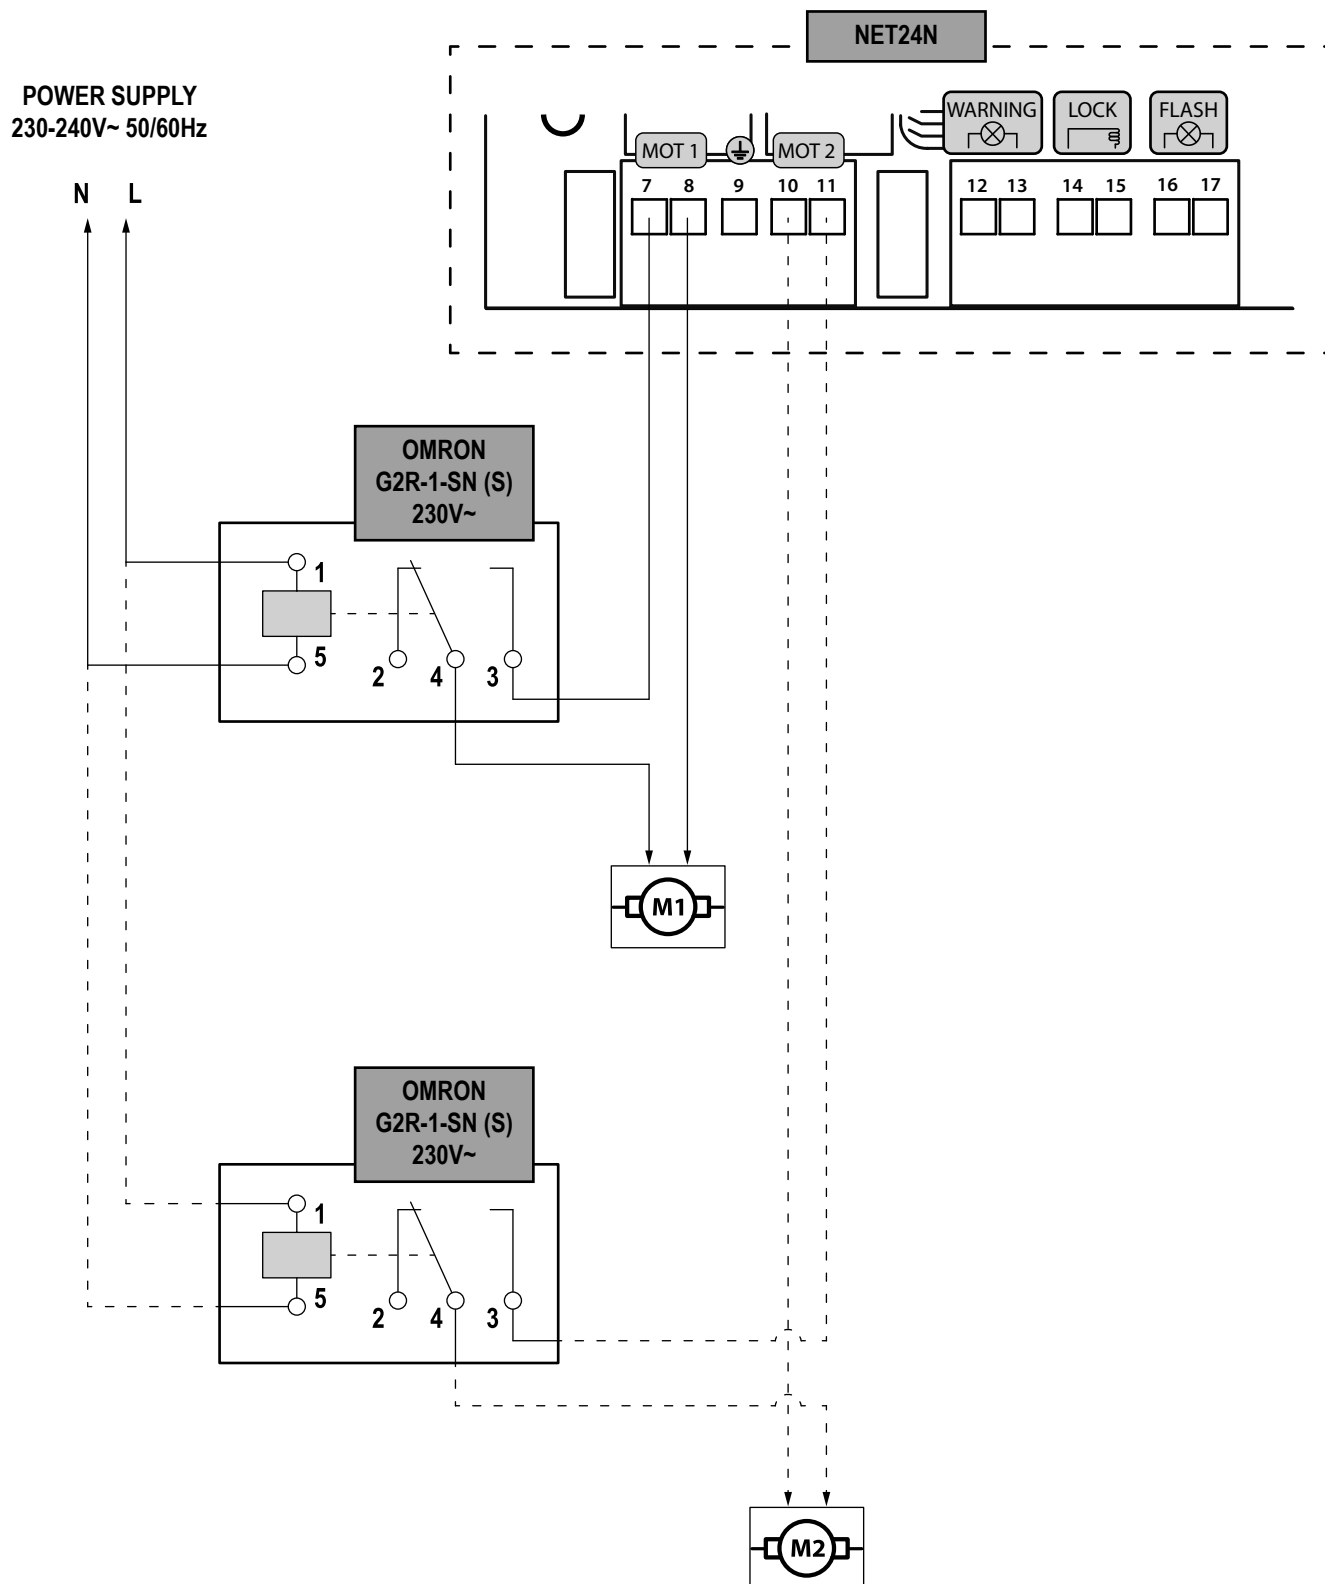 NET24N
POWER SUPPLY
230-240V~ 50/60Hz
N L
WARNING LOCK FLASH
MOT 1 MOT 2
7 8 9 10 11 12 13 14 15 16 17
OMRON
G2R-1-SN (S)
230V~
1
5
2 4 3
M1
OMRON
G2R-1-SN (S)
230V~
1
5
2 4 3
M2